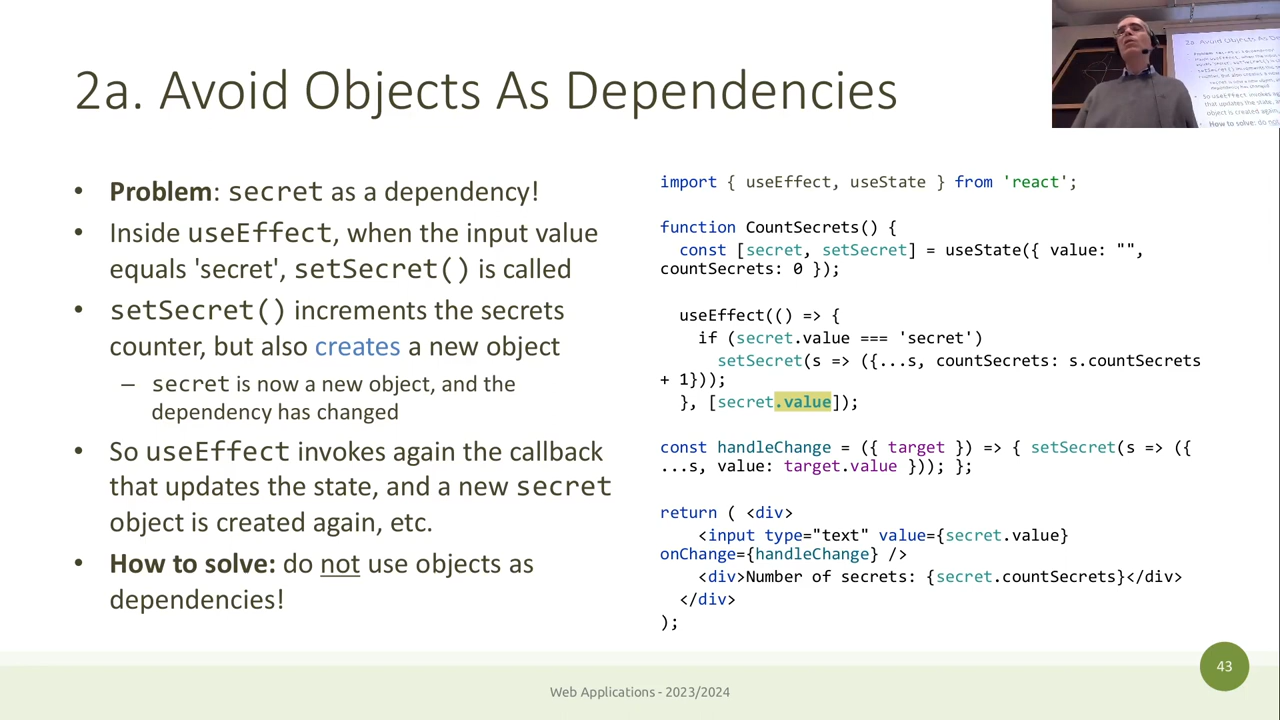 2a. Avoid Objects As Dependencies
• Problem: secret as a dependency!
• Inside useEffect, when the input value
equals 'secret', setSecret() is called
• setSecret() increments the secrets
counter, but also creates a new object
– secret is now a new object, and the
dependency has changed
• So useEffect invokes again the callback
that updates the state, and a new secret
object is created again, etc.
• How to solve: do not use objects as
dependencies!
import { useEffect, useState } from 'react';
function CountSecrets() {
const [secret, setSecret] = useState({ value: "",
countSecrets: 0 });
useEffect(() => {
if (secret.value === 'secret')
setSecret(s => ({...s, countSecrets: s.countSecrets
+ 1}));
}, [secret.value]);
const handleChange = ({ target }) => { setSecret(s => ({
...s, value: target.value })); };
return ( <div>
<input type="text" value={secret.value}
onChange={handleChange} />
<div>Number of secrets: {secret.countSecrets}</div>
</div>
);
Web Applications - 2023/2024
43